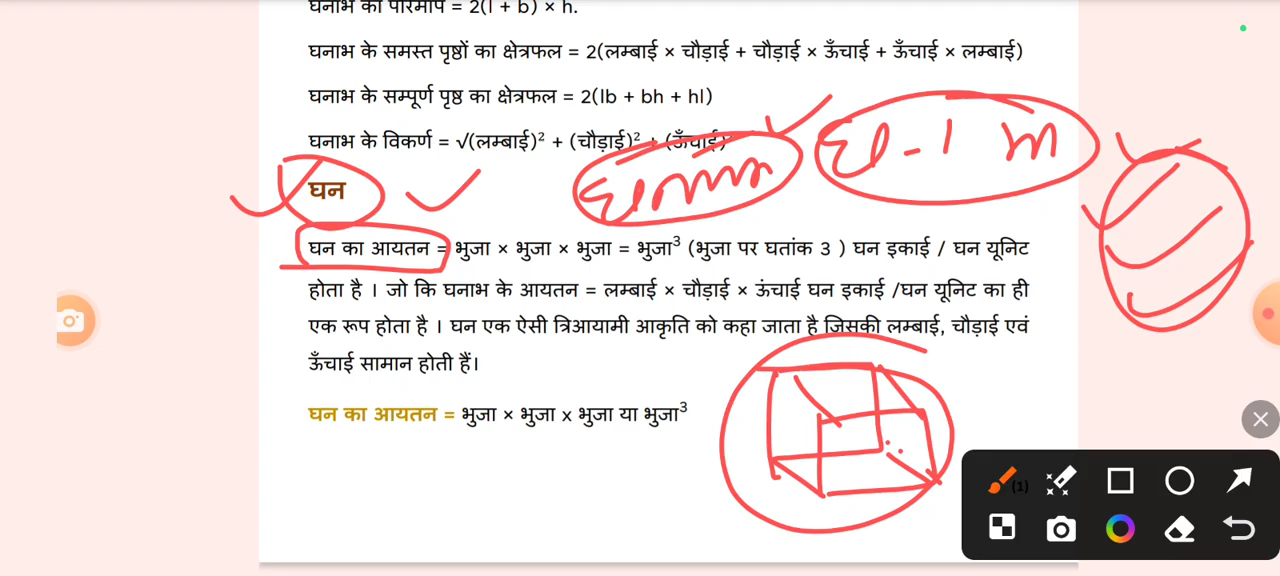 घनाभ का परिमाप = 2(l + b) × h.
घनाभ के समस्त पृष्ठों का क्षेत्रफल = 2(लम्बाई × चौड़ाई + चौड़ाई × ऊँचाई + ऊँचाई × लम्बाई)
घनाभ के सम्पूर्ण पृष्ठ का क्षेत्रफल = 2(lb + bh + hl)
घनाभ के विकर्ण = √(लम्बाई)² + (चौड़ाई)² + (ऊँचाई)
घन
घन का आयतन = भुजा × भुजा × भुजा = भुजा³ (भुजा पर घतांक 3 ) घन इकाई / घन यूनिट
होता है । जो कि घनाभ के आयतन = लम्बाई × चौड़ाई × ऊंचाई घन इकाई /घन यूनिट का ही
एक रूप होता है । घन एक ऐसी त्रिआयामी आकृति को कहा जाता है जिसकी लम्बाई, चौड़ाई एवं
ऊँचाई सामान होती हैं।
घन का आयतन = भुजा × भुजा x भुजा या भुजा³
(1)